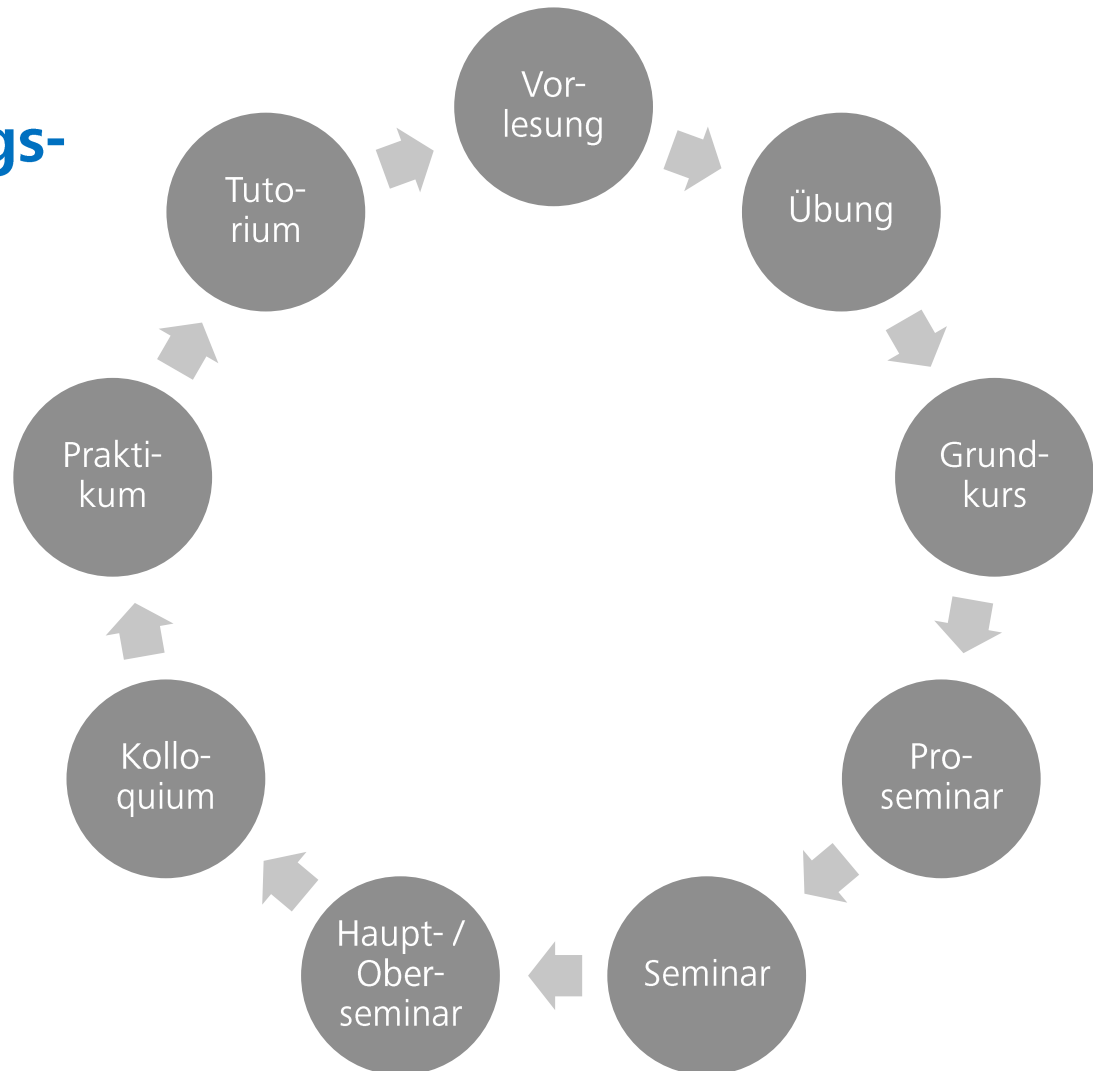 gs-
Vor-
lesung
Übung
Grund-
kurs
Pro-
seminar
Seminar
Haupt- /
Ober-
seminar
Kollo-
quium
Prakti-
kum
Tuto-
rium